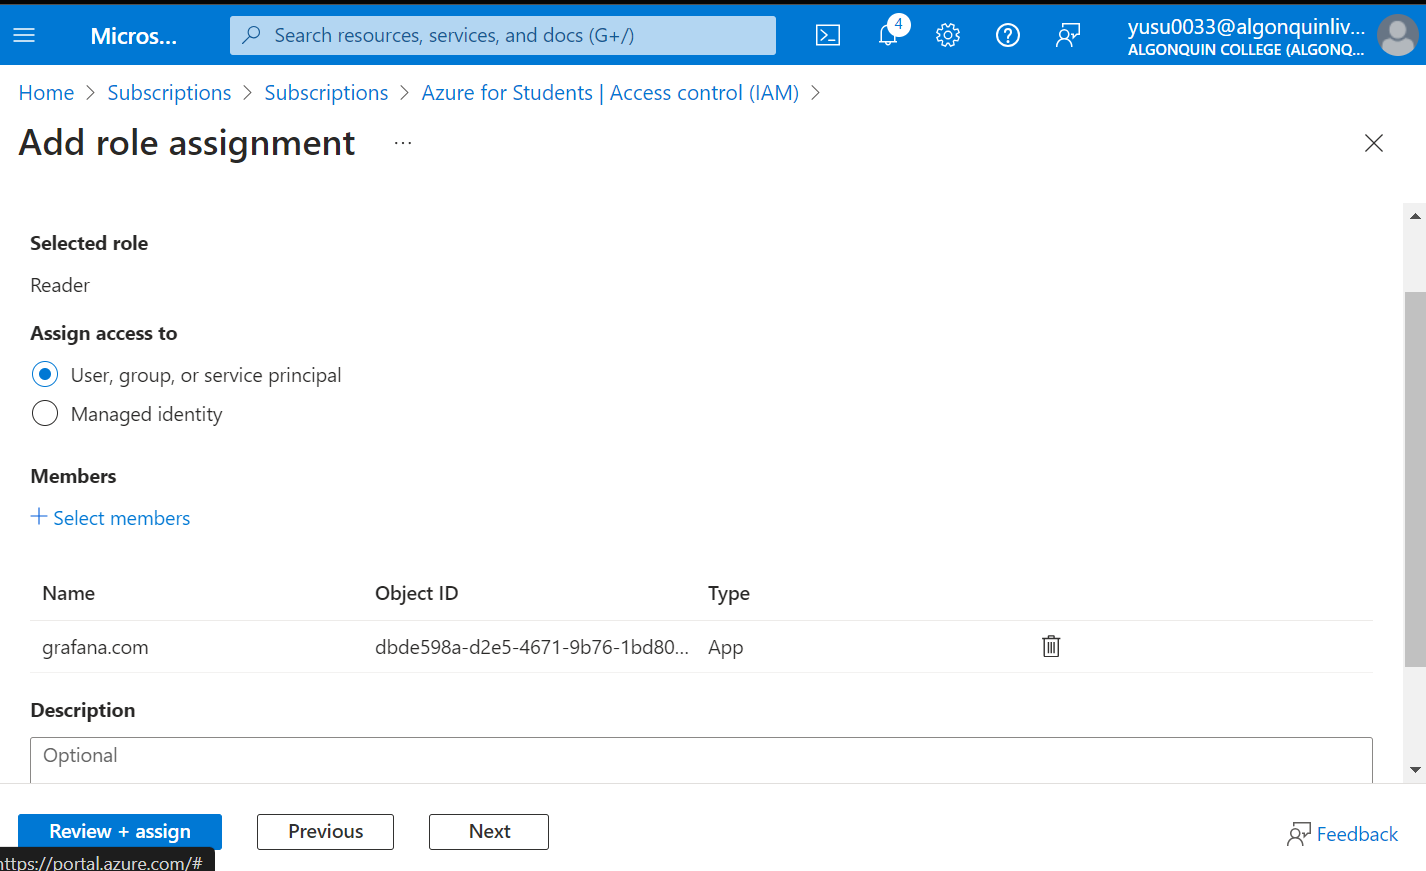 Micros...
Search resources, services, and docs (G+/)
4
yusu0033@algonquinliv...
ALGONQUIN COLLEGE (ALGONQ...
Home > Subscriptions > Subscriptions > Azure for Students | Access control (IAM) >
Add role assignment ...
Selected role
Reader
Assign access to
User, group, or service principal
Managed identity
Members
+ Select members
Name Object ID Type
grafana.com dbde598a-d2e5-4671-9b76-1bd80... App
Description
Optional
Review + assign Previous Next
Feedback
https://portal.azure.com/#